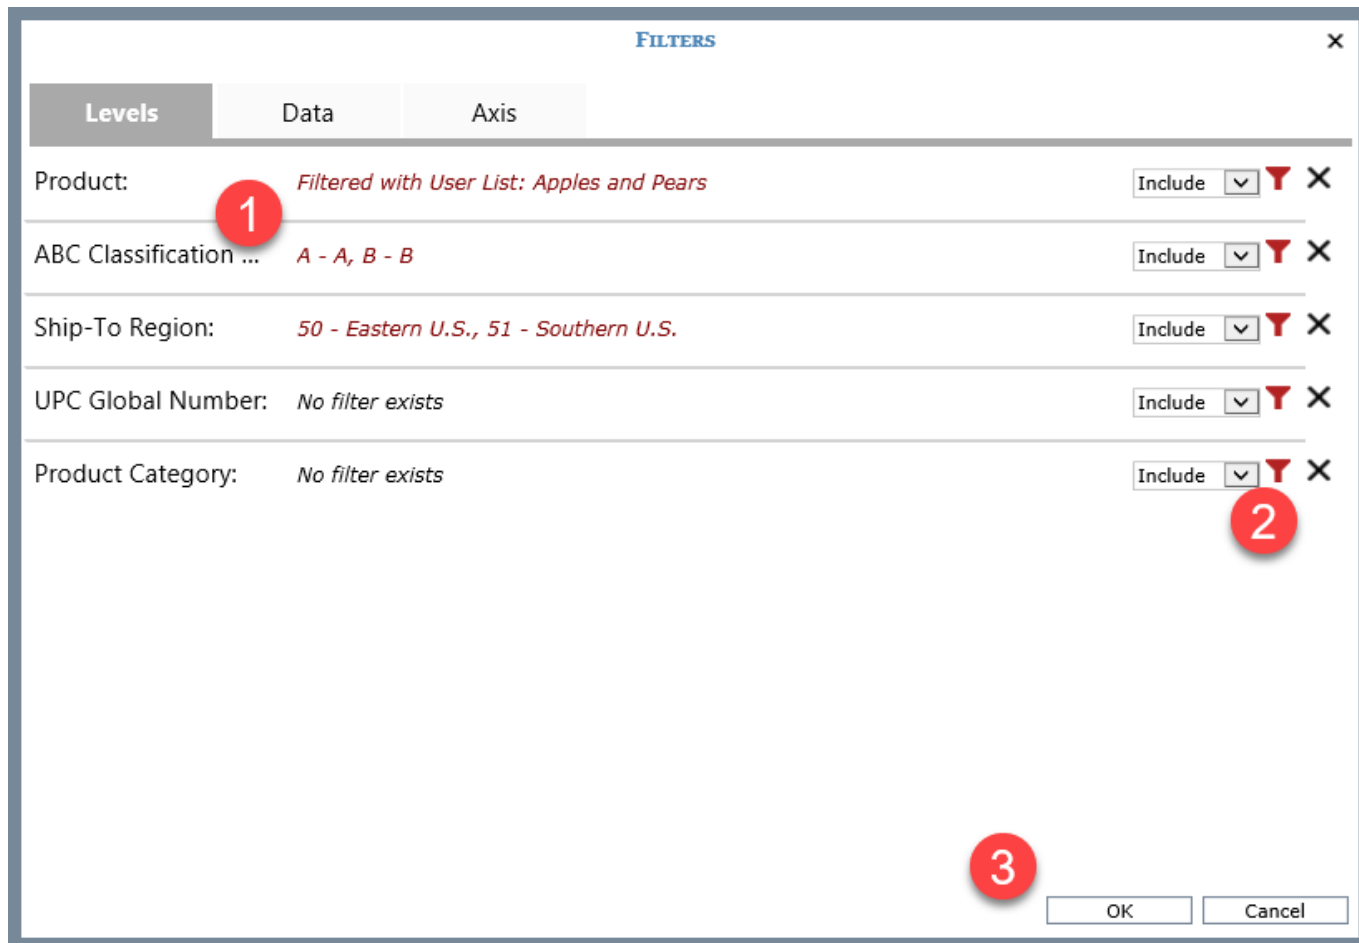 FILTERS
Levels Data Axis
Product: Filtered with User List: Apples and Pears Include
1
ABC Classification ... A - A, B - B Include
Ship-To Region: 50 - Eastern U.S., 51 - Southern U.S. Include
UPC Global Number: No filter exists Include
Product Category: No filter exists Include
2
3
OK Cancel